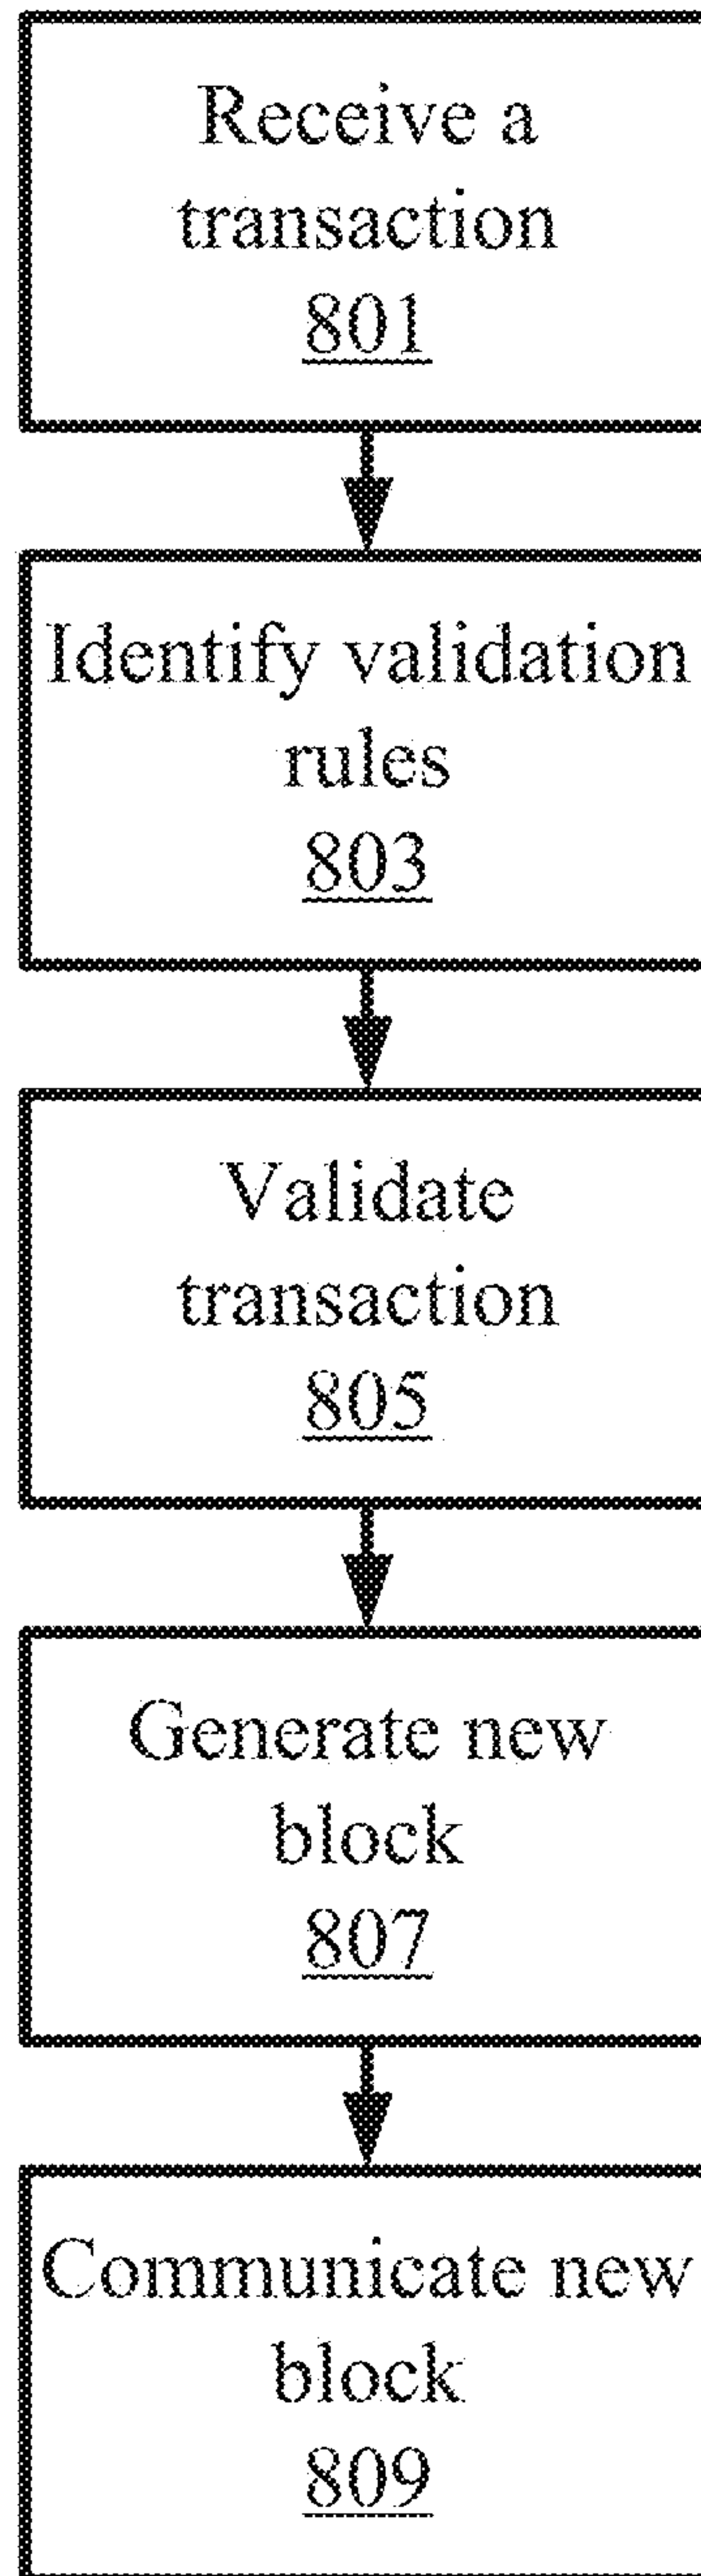 Receive a
transaction
801
Identify validation
rules
803
Validate
transaction
805
Generate new
block
807
Communicate new
block
809